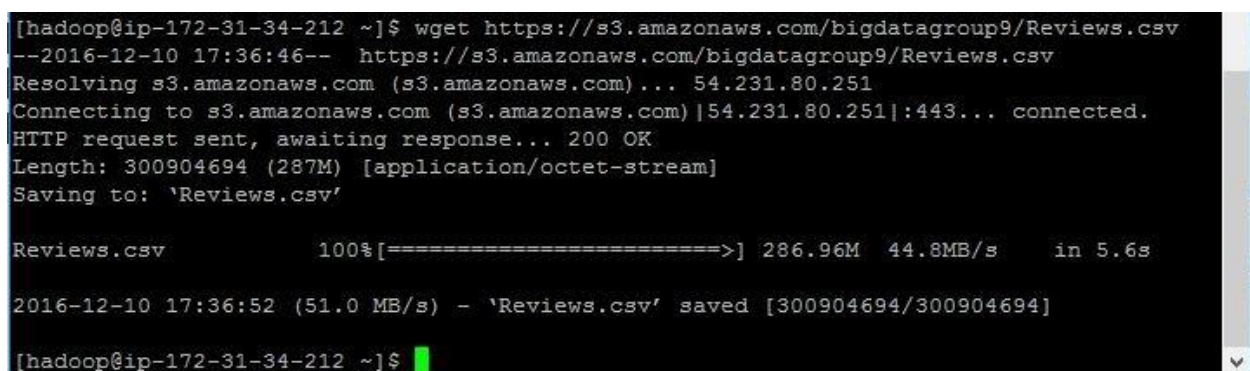 [hadoop@ip-172-31-34-212 ~]$ wget https://s3.amazonaws.com/bigdatagroup9/Reviews.csv
--2016-12-10 17:36:46--  https://s3.amazonaws.com/bigdatagroup9/Reviews.csv
Resolving s3.amazonaws.com (s3.amazonaws.com)... 54.231.80.251
Connecting to s3.amazonaws.com (s3.amazonaws.com)|54.231.80.251|:443... connected.
HTTP request sent, awaiting response... 200 OK
Length: 300904694 (287M) [application/octet-stream]
Saving to: ‘Reviews.csv’
Reviews.csv 100%[========================>] 286.96M 44.8MB/s in 5.6s
2016-12-10 17:36:52 (51.0 MB/s) - ‘Reviews.csv’ saved [300904694/300904694]
[hadoop@ip-172-31-34-212 ~]$